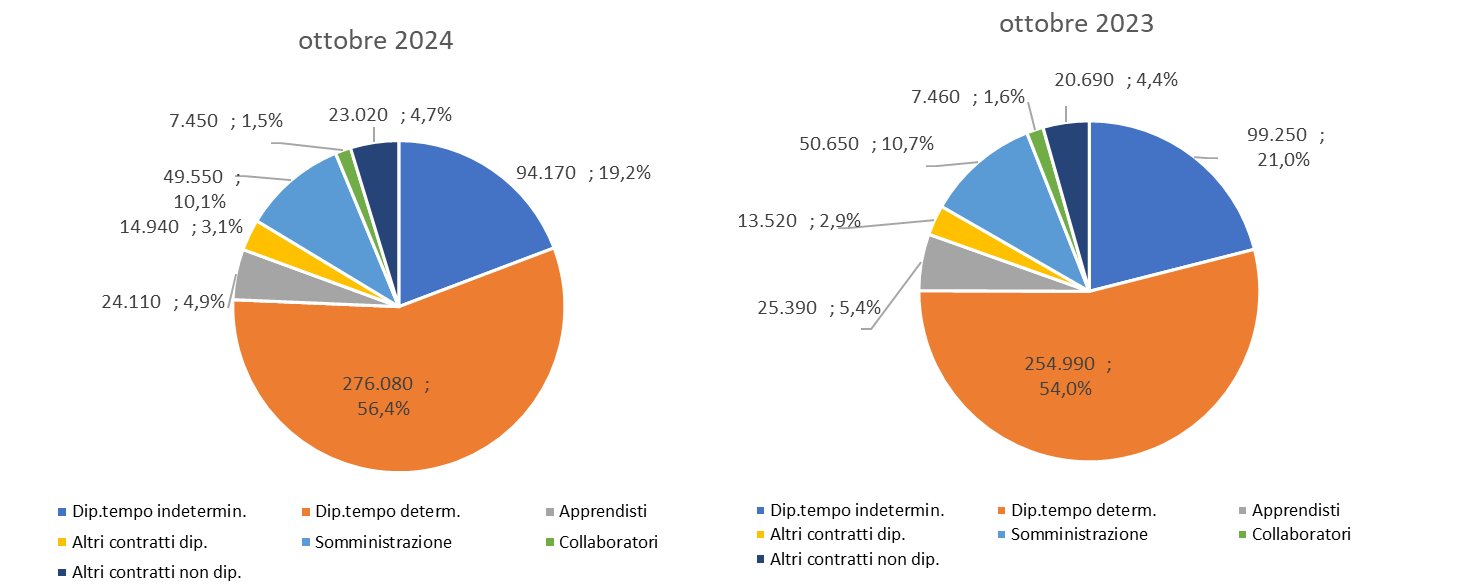 ottobre 2024
23.020 ; 4,7%
7.450 ; 1,5%
94.170 ; 19,2%
49.550 ;
10,1%
14.940 ; 3,1%
24.110 ; 4,9%
276.080 ;
56,4%
Dip.tempo indetermin.
Dip.tempo determ.
Apprendisti
Altri contratti dip.
Somministrazione
Collaboratori
Altri contratti non dip.
ottobre 2023
20.690 ; 4,4%
7.460 ; 1,6%
99.250 ;
21,0%
50.650 ; 10,7%
13.520 ; 2,9%
25.390 ; 5,4%
254.990 ;
54,0%
Dip.tempo indetermin.
Dip.tempo determ.
Apprendisti
Altri contratti dip.
Somministrazione
Collaboratori
Altri contratti non dip.